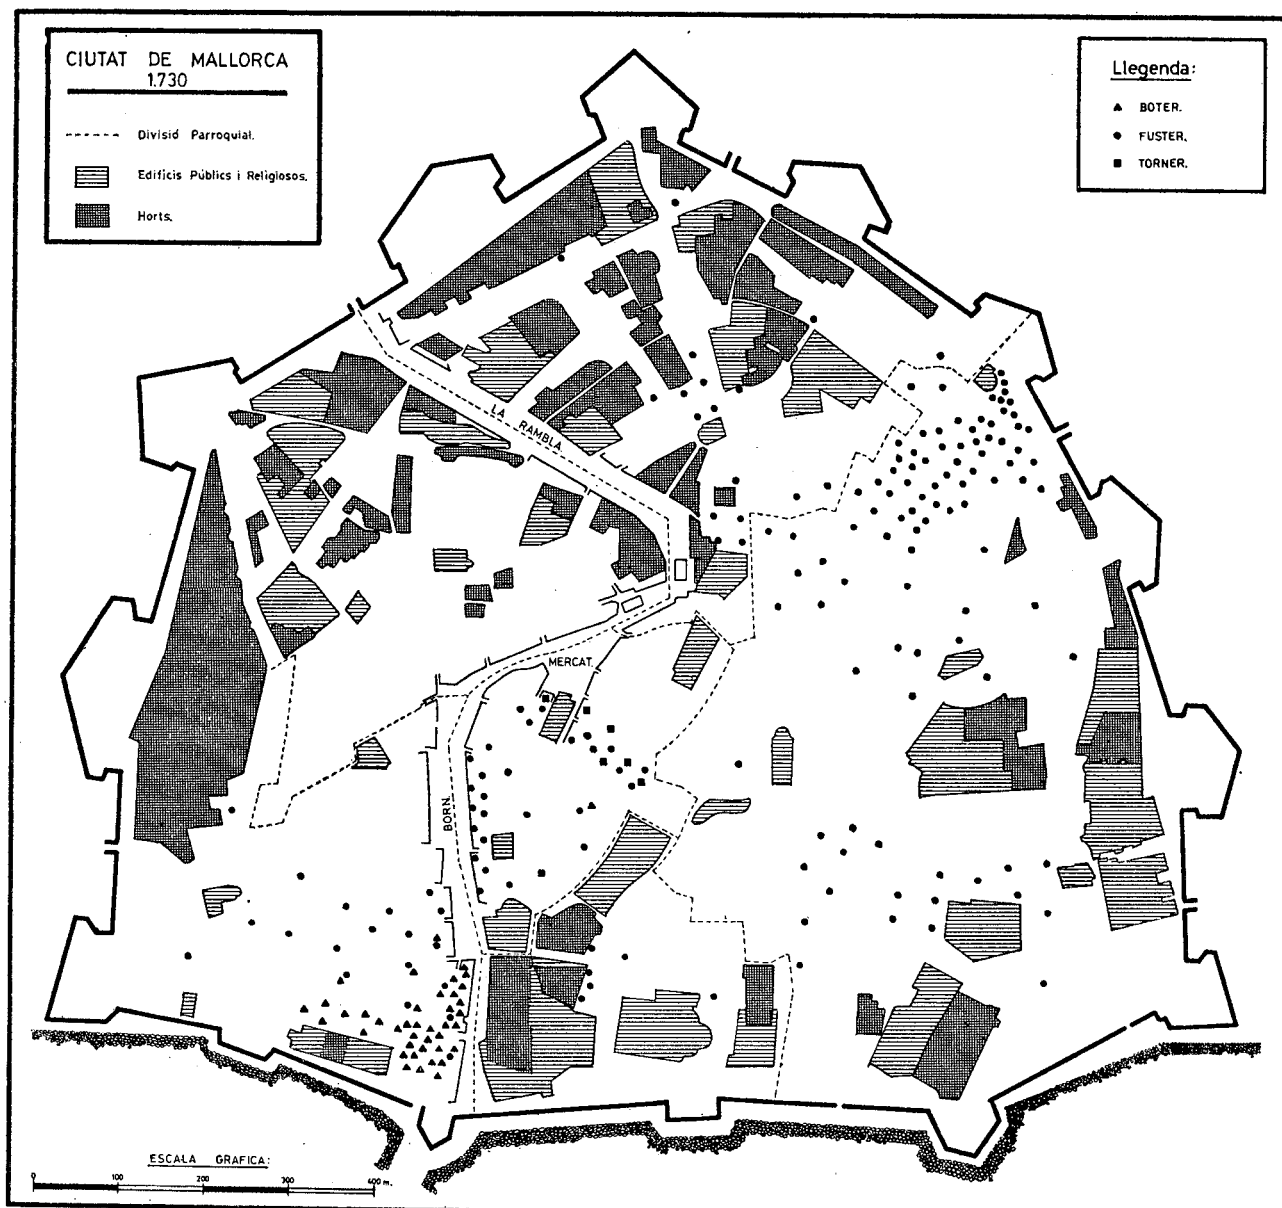 CIUTAT DE MALLORCA
1.730
Divisió Parroquial.
Edificis Públics i Religiosos.
Horts.
Llegenda:
BOTER.
FUSTER.
TORNER.
LA RAMBLA
MERCAT.
BORN.
ESCALA GRAFICA:
0 100 200 300 400 m.